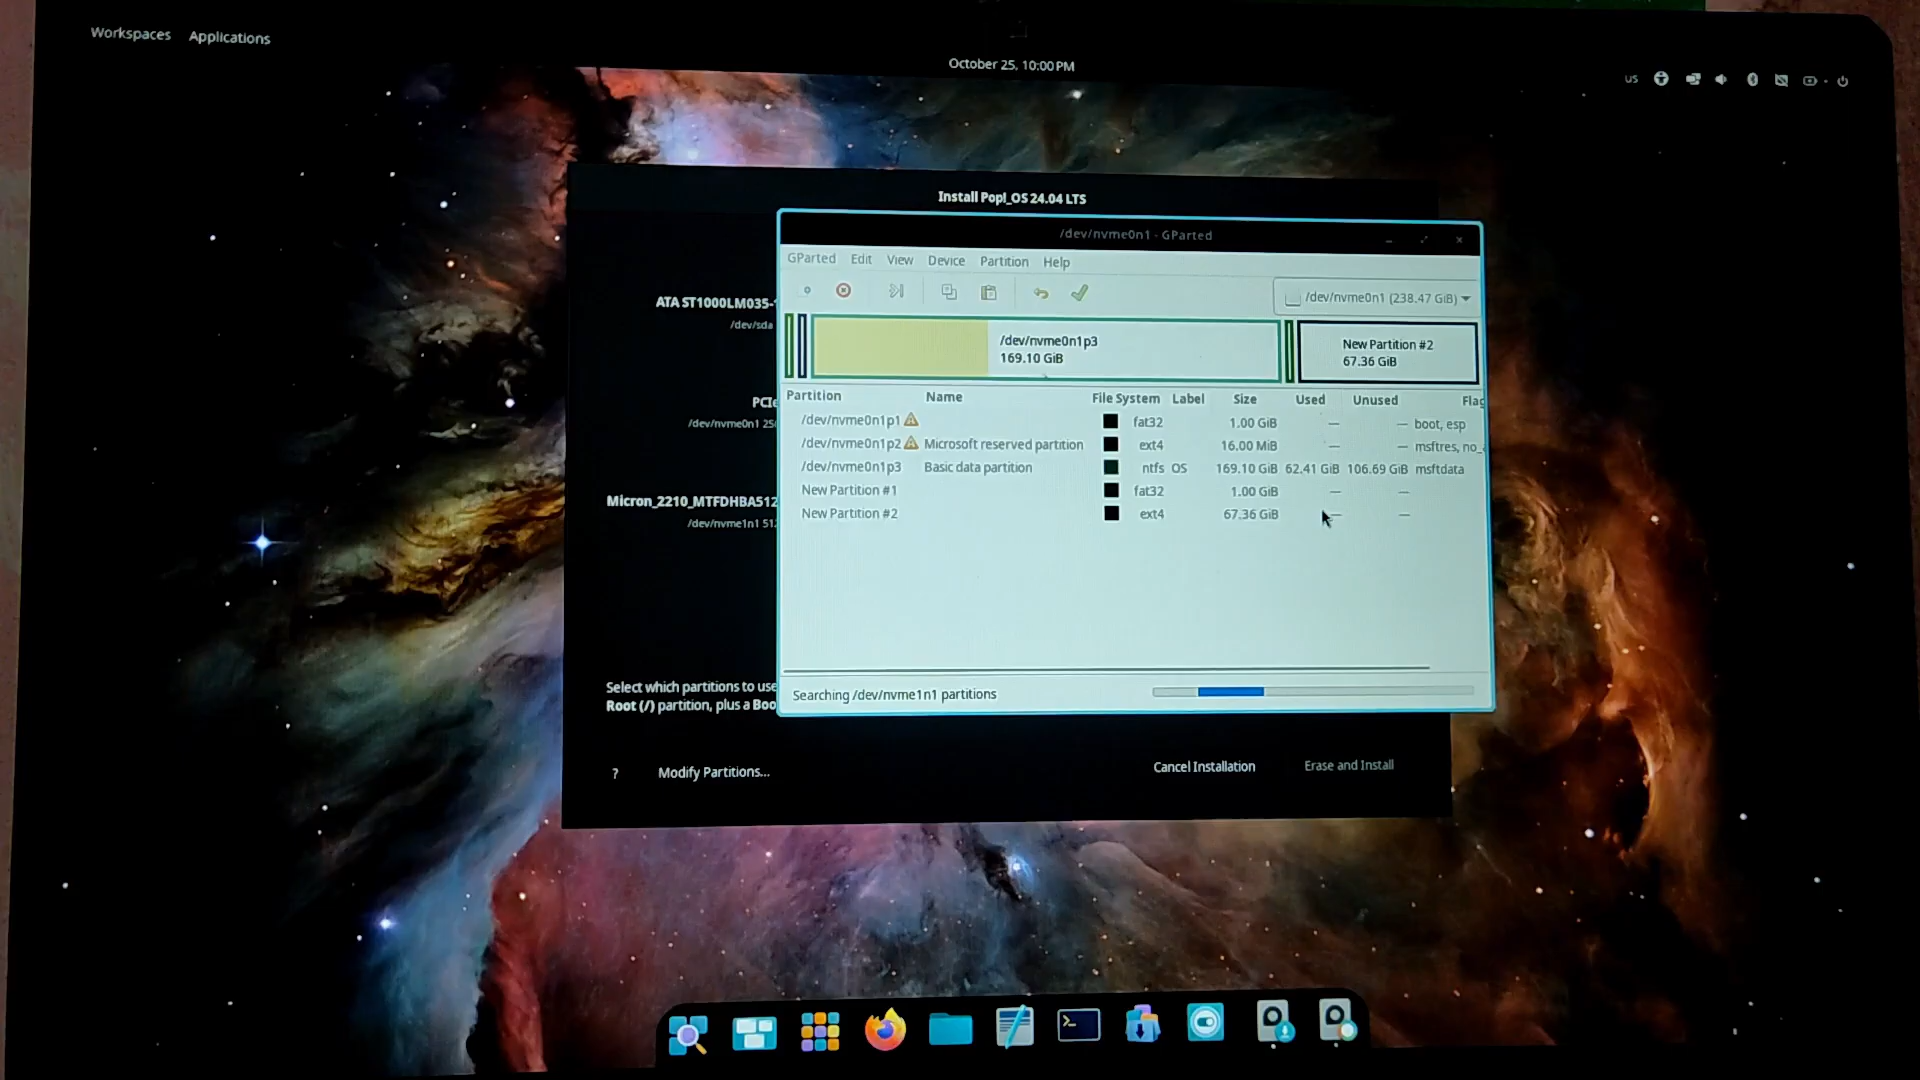 Workspaces Applications
October 25, 10:00 PM
US
Install Pop!_OS 24.04 LTS
/dev/nvme0n1 - GParted
GParted Edit View Device Partition Help
/dev/nvme0n1 (238.47 GiB)
/dev/nvme0n1p3
169.10 GiB
New Partition #2
67.36 GiB
Partition Name File System Label Size Used Unused Flag
/dev/nvme0n1p1 fat32 1.00 GiB — — boot, esp
/dev/nvme0n1p2 Microsoft reserved partition ext4 16.00 MiB — — msftres, no_
/dev/nvme0n1p3 Basic data partition ntfs OS 169.10 GiB 62.41 GiB 106.69 GiB msftdata
New Partition #1 fat32 1.00 GiB — —
New Partition #2 ext4 67.36 GiB — —
Searching /dev/nvme1n1 partitions
ATA ST1000LM035-1
/dev/sda
PCIe
/dev/nvme0n1 256
Micron_2210_MTFDHBA512
/dev/nvme1n1 512
Select which partitions to use
Root (/) partition, plus a Boo
? Modify Partitions...
Cancel Installation Erase and Install